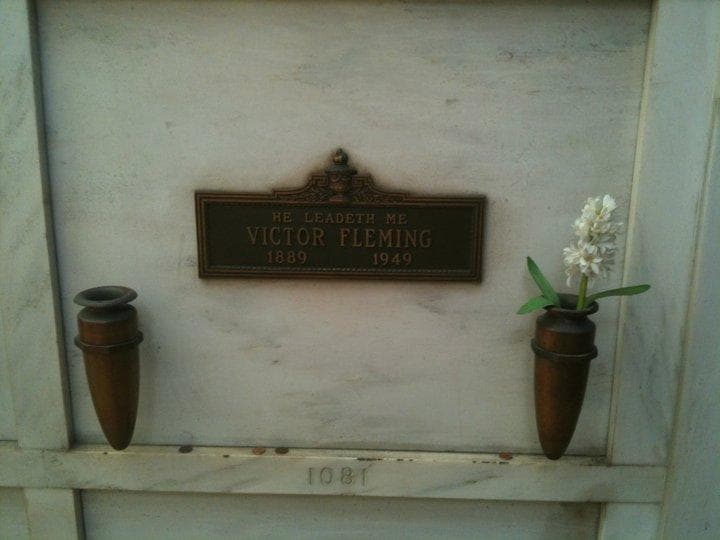 HE LEADETH ME
VICTOR FLEMING
1889 1949
1081